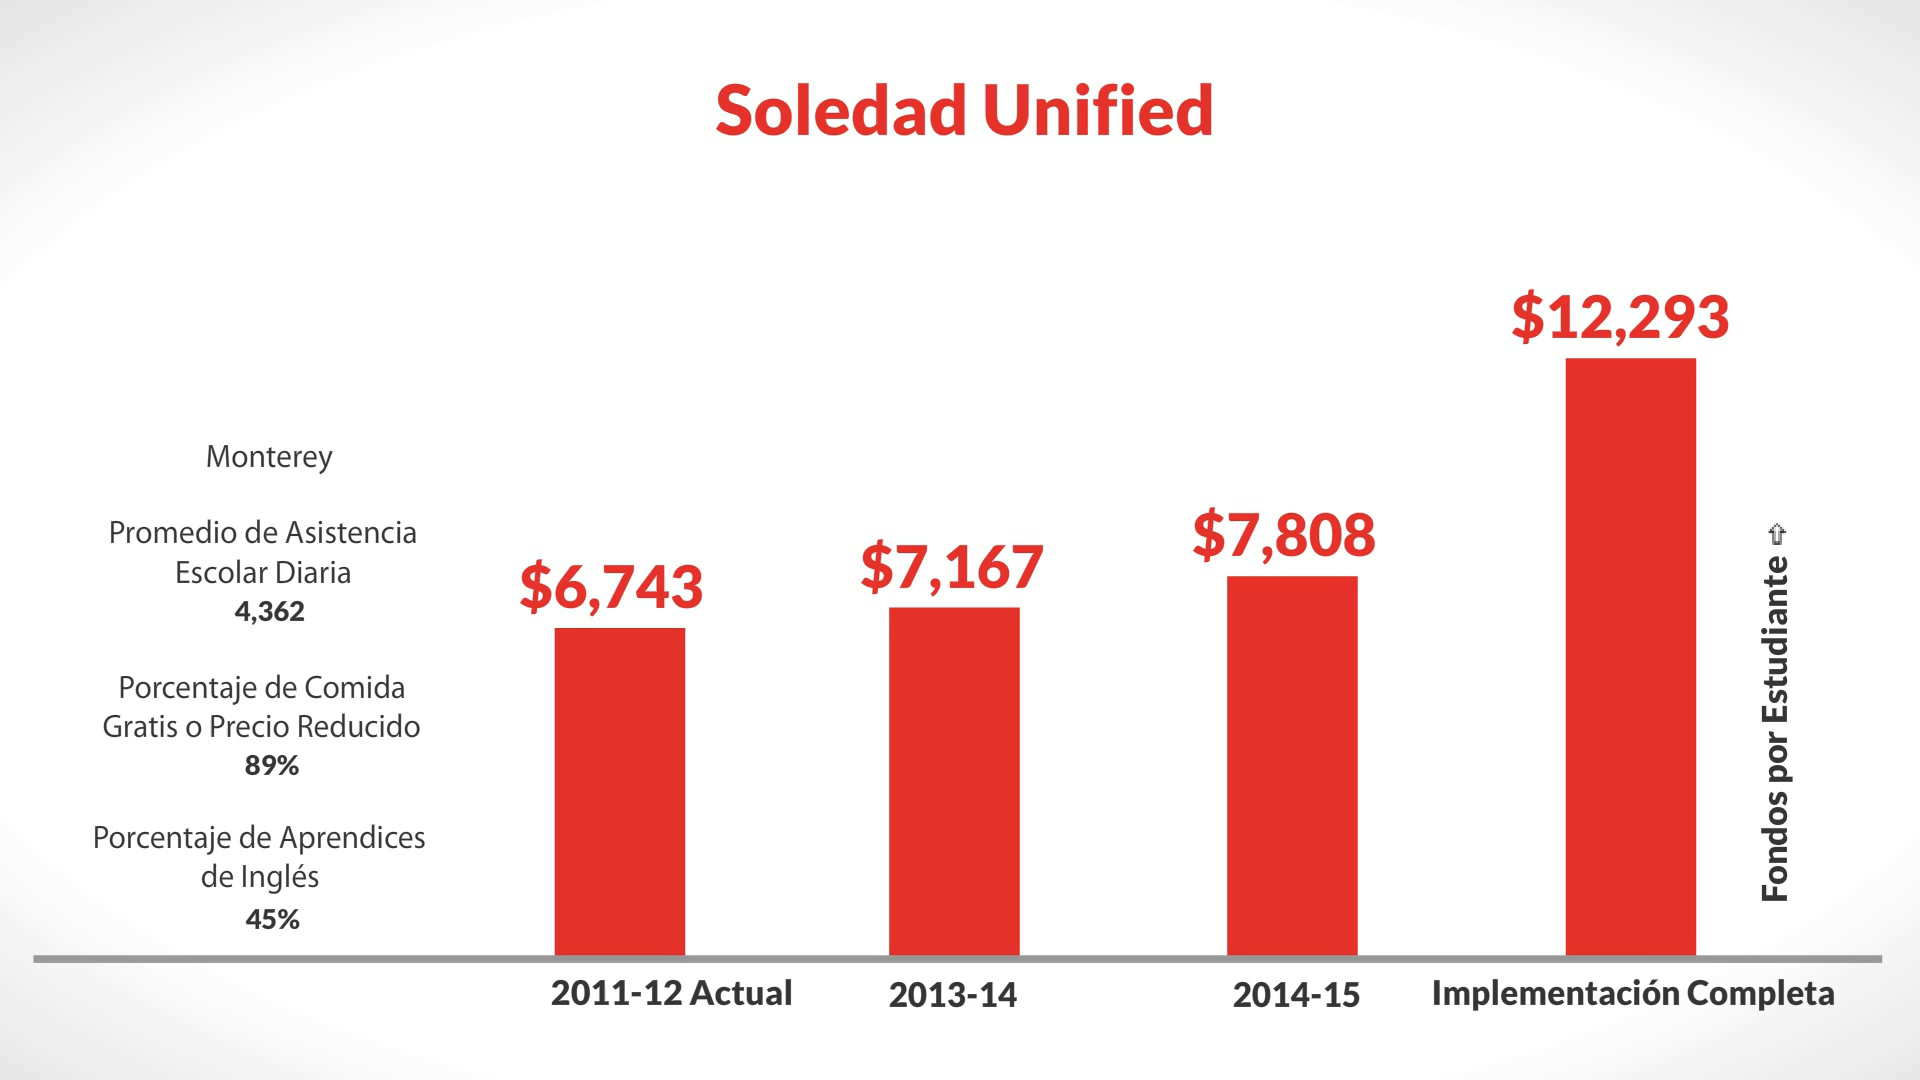 Soledad Unified
Monterey
Promedio de Asistencia
Escolar Diaria
4,362
Porcentaje de Comida
Gratis o Precio Reducido
89%
Porcentaje de Aprendices
de Inglés
45%
$6,743
$7,167
$7,808
$12,293
Fondos por Estudiante ⇧
2011-12 Actual
2013-14
2014-15
Implementación Completa